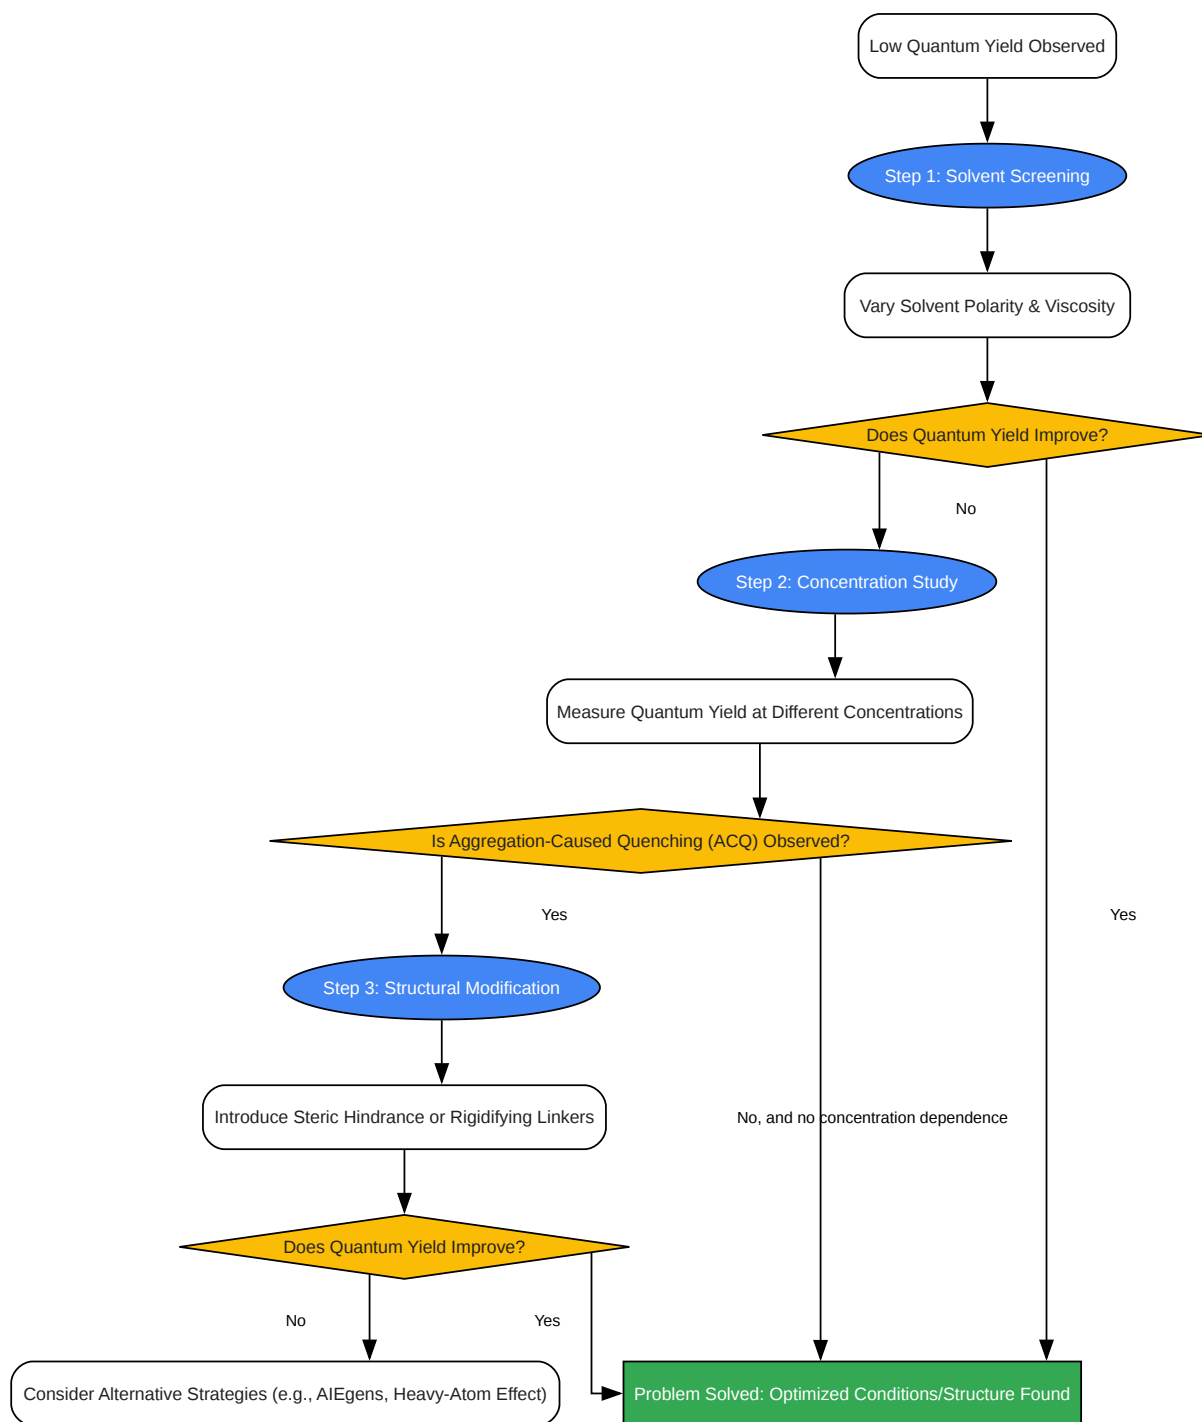 Low Quantum Yield Observed
Step 1: Solvent Screening
Vary Solvent Polarity & Viscosity
Does Quantum Yield Improve?
No
Step 2: Concentration Study
Measure Quantum Yield at Different Concentrations
Is Aggregation-Caused Quenching (ACQ) Observed?
Yes
Yes
Step 3: Structural Modification
Introduce Steric Hindrance or Rigidifying Linkers
No, and no concentration dependence
Does Quantum Yield Improve?
No
Yes
Consider Alternative Strategies (e.g., AIEgens, Heavy-Atom Effect)
Problem Solved: Optimized Conditions/Structure Found